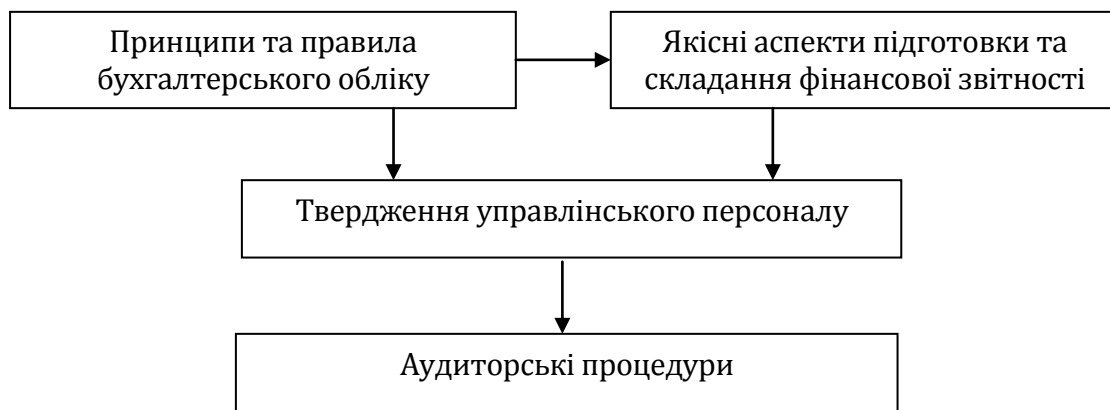 Принципи та правила
бухгалтерського обліку
Якісні аспекти підготовки та
складання фінансової звітності
Твердження управлінського персоналу
Аудиторські процедури